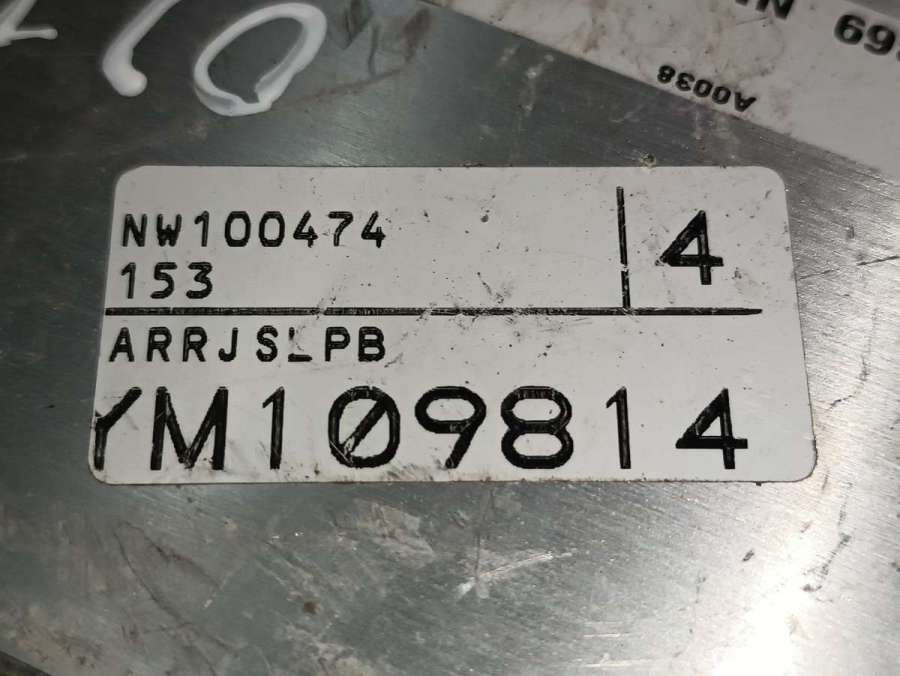 A0038
NW100474
153
4
ARRJSLPB
YM109814